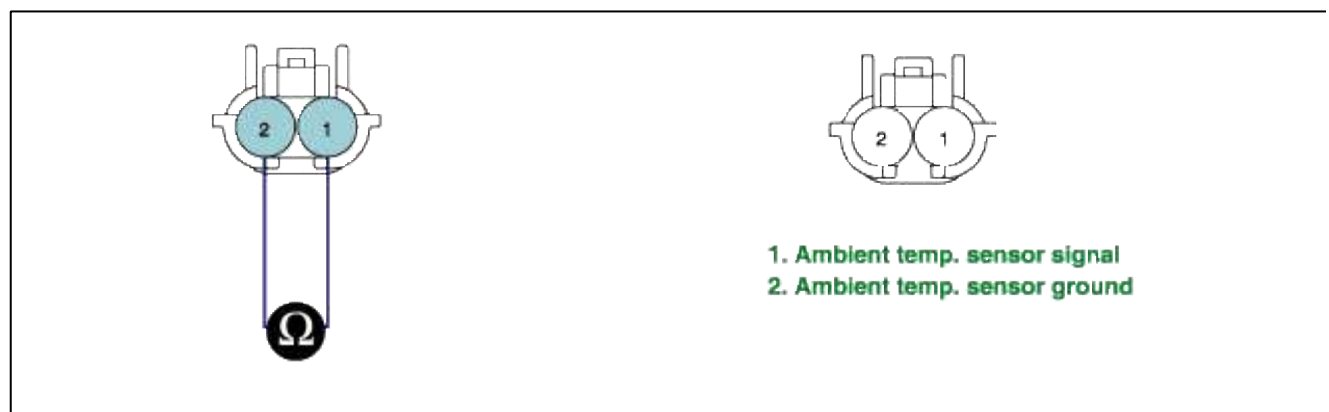 2 1
Ω
2 1
1. Ambient temp. sensor signal
2. Ambient temp. sensor ground